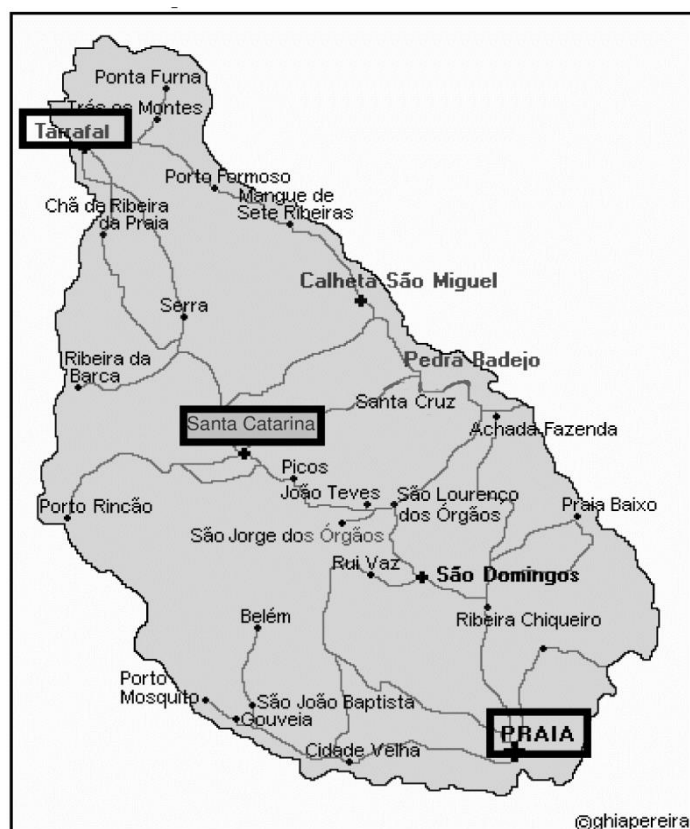 Ponta Furna
Trás os Montes
Tarrafal
Porto Formoso
Mangue de
Sete Ribeiras
Chã de Ribeira
da Praia
Calheta São Miguel
Serra
Ribeira da
Barca
Pedra Badejo
Santa Cruz
Santa Catarina
Achada Fazenda
Picos
João Teves
São Lourenço
dos Órgãos
Porto Rincão
Praia Baixo
São Jorge dos Órgãos
Rui Vaz
São Domingos
Belém
Ribeira Chiqueiro
Porto
Mosquito
São João Baptista
Gouveia
PRAIA
Cidade Velha
©ghiapereira